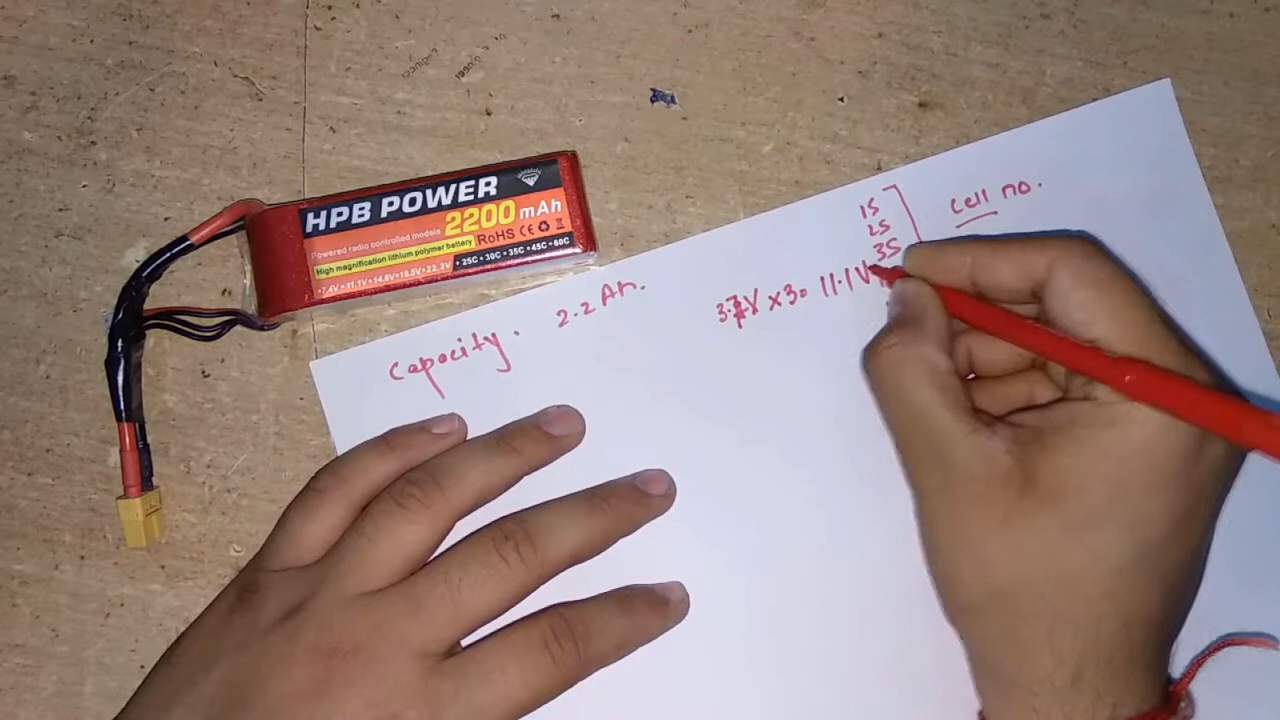 HPB POWER
2200 mAh
Powered radio controlled models RoHS CE
High magnification lithium polymer battery
•7.4V•11.1V•14.8V•18.5V•22.2V •25C•30C•35C•45C•60C
1S
2S
3S
cell no.
3.7V x 3 = 11.1V
Capacity. 2.2 Ah.